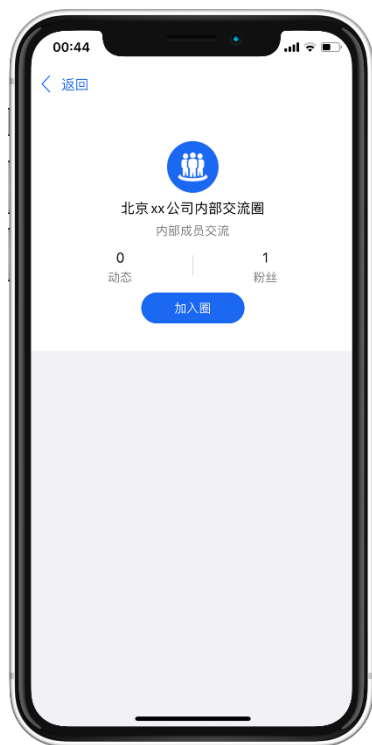 00:44
返回
北京xx公司内部交流圈
内部成员交流
0
1
动态
粉丝
加入圈